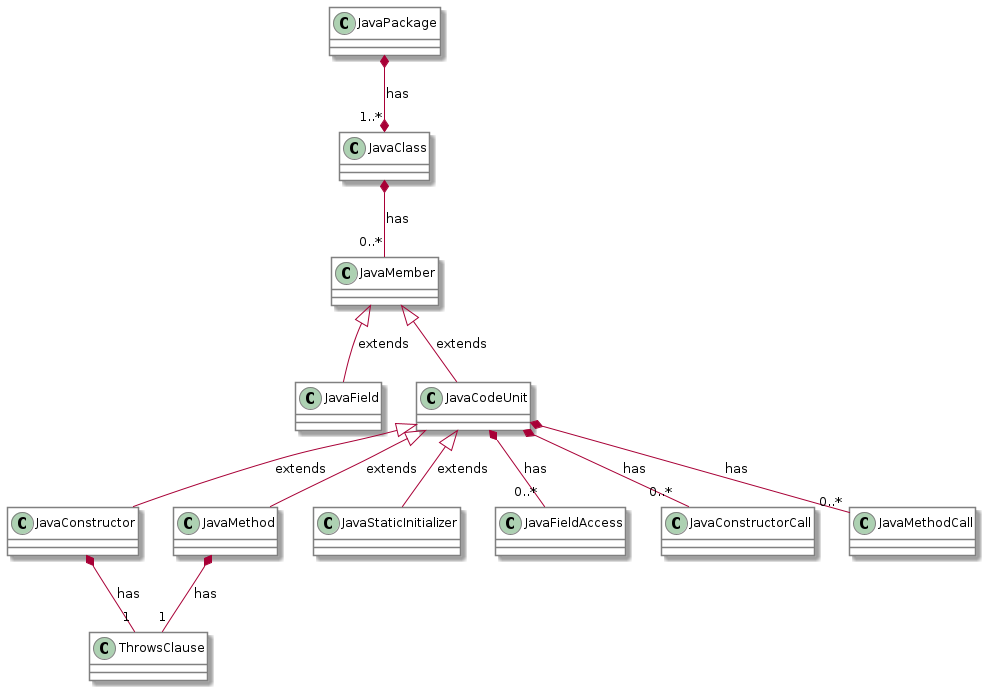 C JavaPackage
has
1..*
C JavaClass
has
0..*
C JavaMember
extends
extends
C JavaField
C JavaCodeUnit
extends
extends
extends
has
has
has
0..*
0..*
0..*
C JavaConstructor
C JavaMethod
C JavaStaticInitializer
C JavaFieldAccess
C JavaConstructorCall
C JavaMethodCall
has
has
1
1
C ThrowsClause